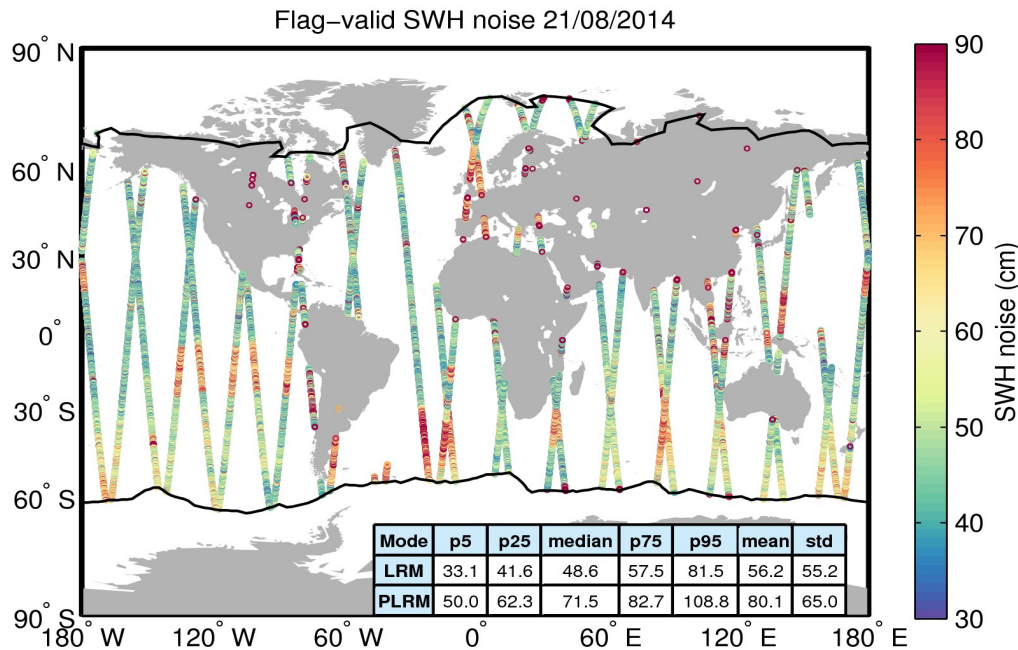 Flag−valid SWH noise 21/08/2014
90° N
60° N
30° N
0°
30° S
60° S
90° S
180° W 120° W 60° W 0° 60° E 120° E 180° E
Mode p5 p25 median p75 p95 mean std
LRM 33.1 41.6 48.6 57.5 81.5 56.2 55.2
PLRM 50.0 62.3 71.5 82.7 108.8 80.1 65.0
90
80
70
60
50
40
30
SWH noise (cm)